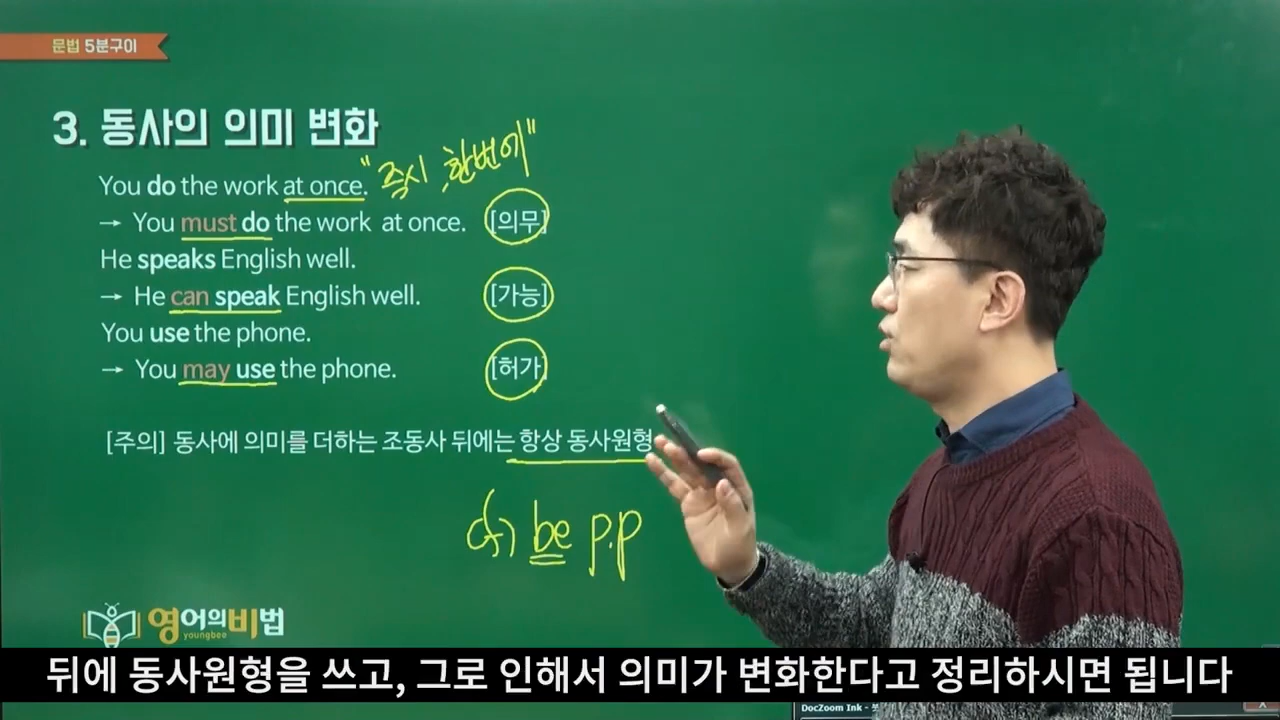 문법 5분구이
3. 동사의 의미 변화
"즉시, 한번에"
You do the work at once.
→ You must do the work at once. [의무]
He speaks English well.
→ He can speak English well. [가능]
You use the phone.
→ You may use the phone. [허가]
[주의] 동사에 의미를 더하는 조동사 뒤에는 항상 동사원형
be p.p
영어의비법
youngbee
뒤에 동사원형을 쓰고, 그로 인해서 의미가 변화한다고 정리하시면 됩니다
DocZoom Ink -